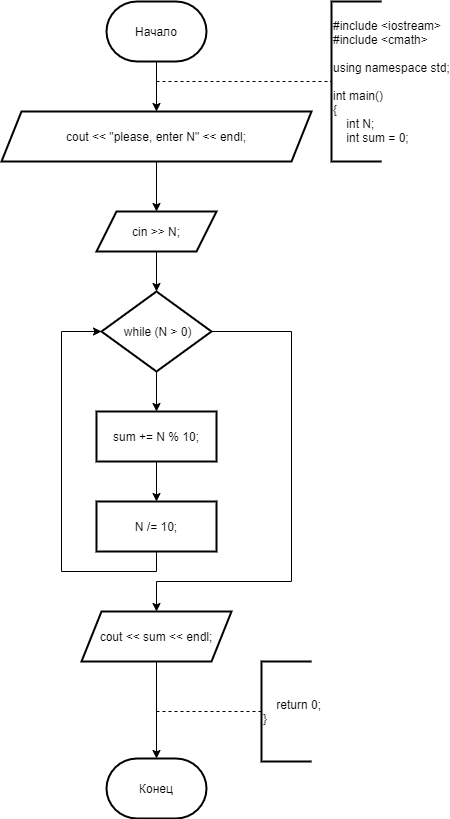 Начало
#include <iostream>
#include <cmath>
using namespace std;
int main()
{
int N;
int sum = 0;
cout << "please, enter N" << endl;
cin >> N;
while (N > 0)
sum += N % 10;
N /= 10;
cout << sum << endl;
return 0;
}
Конец